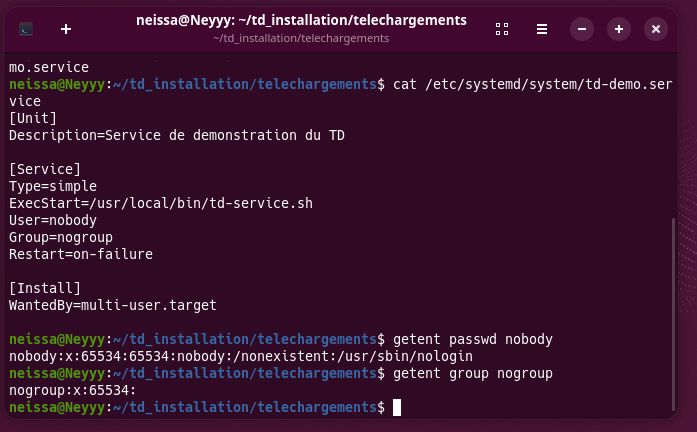 neissa@Neyyy: ~/td_installation/telechargements
~/td_installation/telechargements
mo.service
neissa@Neyyy:~/td_installation/telechargements$ cat /etc/systemd/system/td-demo.ser
vice
[Unit]
Description=Service de demonstration du TD
[Service]
Type=simple
ExecStart=/usr/local/bin/td-service.sh
User=nobody
Group=nogroup
Restart=on-failure
[Install]
WantedBy=multi-user.target
neissa@Neyyy:~/td_installation/telechargements$ getent passwd nobody
nobody:x:65534:65534:nobody:/nonexistent:/usr/sbin/nologin
neissa@Neyyy:~/td_installation/telechargements$ getent group nogroup
nogroup:x:65534:
neissa@Neyyy:~/td_installation/telechargements$